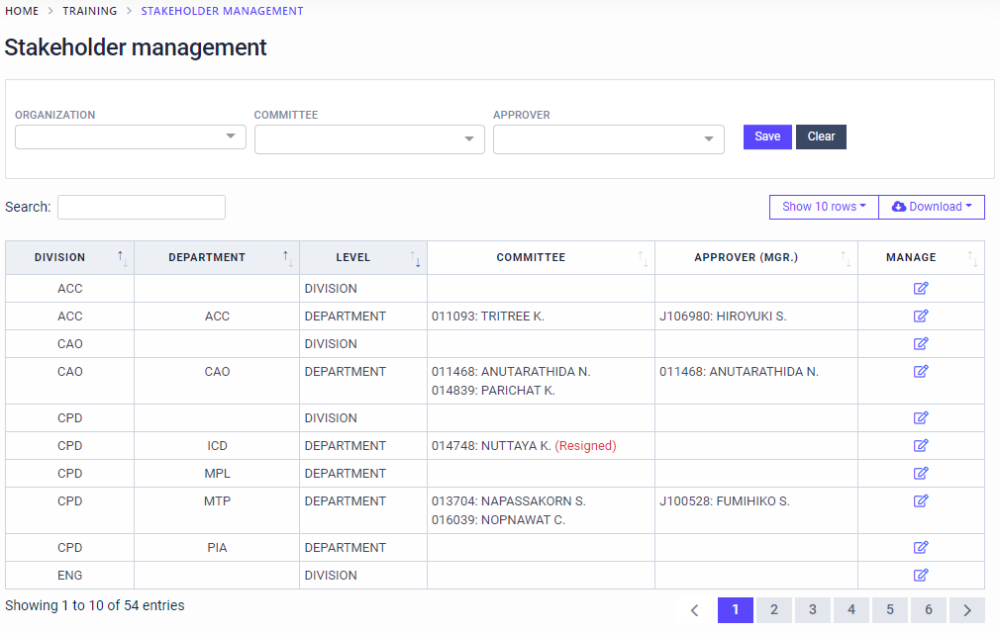 HOME > TRAINING > STAKEHOLDER MANAGEMENT
Stakeholder management
ORGANIZATION COMMITTEE APPROVER
Save Clear
Search: Show 10 rows Download
DIVISION DEPARTMENT LEVEL COMMITTEE APPROVER (MGR.) MANAGE
ACC DIVISION
ACC ACC DEPARTMENT 011093: TRITREE K. J106980: HIROYUKI S.
CAO DIVISION
CAO CAO DEPARTMENT 011468: ANUTARATHIDA N. 011468: ANUTARATHIDA N.
014839: PARICHAT K.
CPD DIVISION
CPD ICD DEPARTMENT 014748: NUTTAYA K. (Resigned)
CPD MPL DEPARTMENT
CPD MTP DEPARTMENT 013704: NAPASSAKORN S. J100528: FUMIHIKO S.
016039: NOPNAWAT C.
CPD PIA DEPARTMENT
ENG DIVISION
Showing 1 to 10 of 54 entries
1 2 3 4 5 6